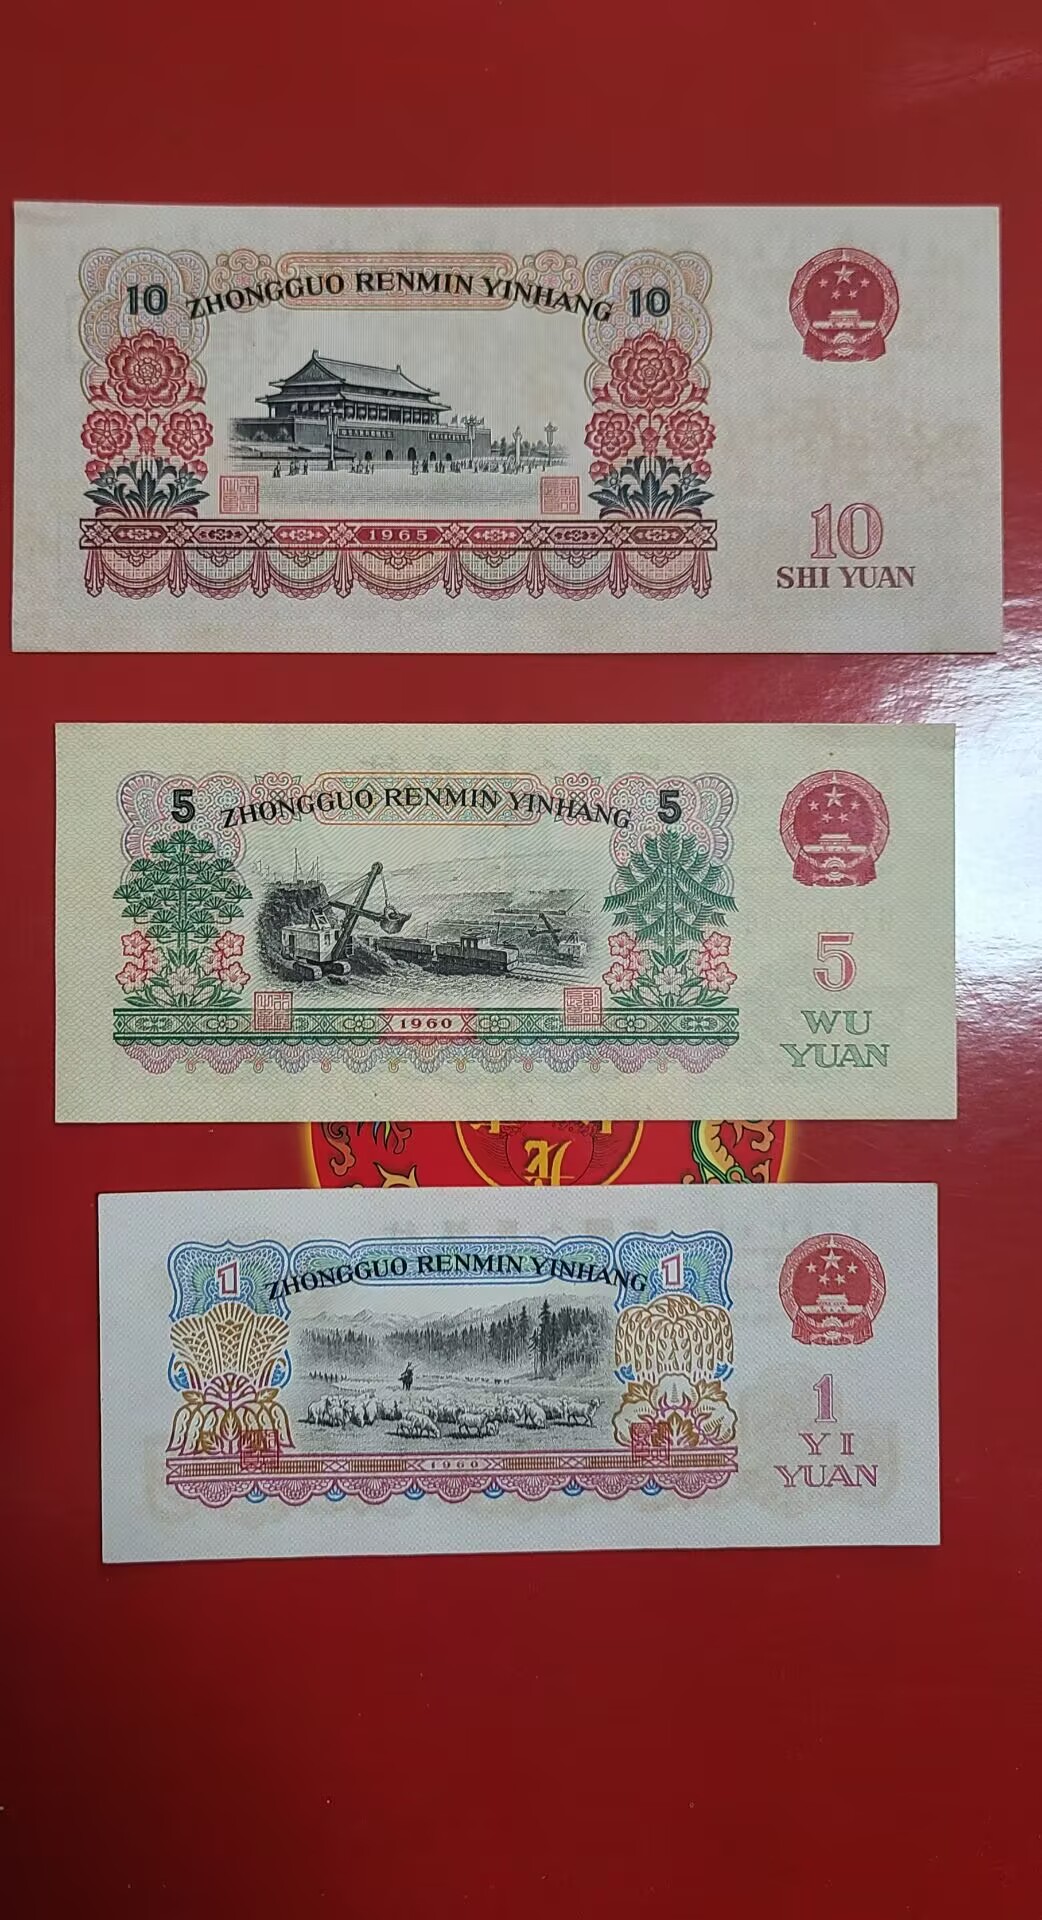 10 ZHONGGUO RENMIN YINHANG 10
1965
10
SHI YUAN
5 ZHONGGUO RENMIN YINHANG 5
1960
5
WU
YUAN
1 ZHONGGUO RENMIN YINHANG 1
1960
1
YI
YUAN